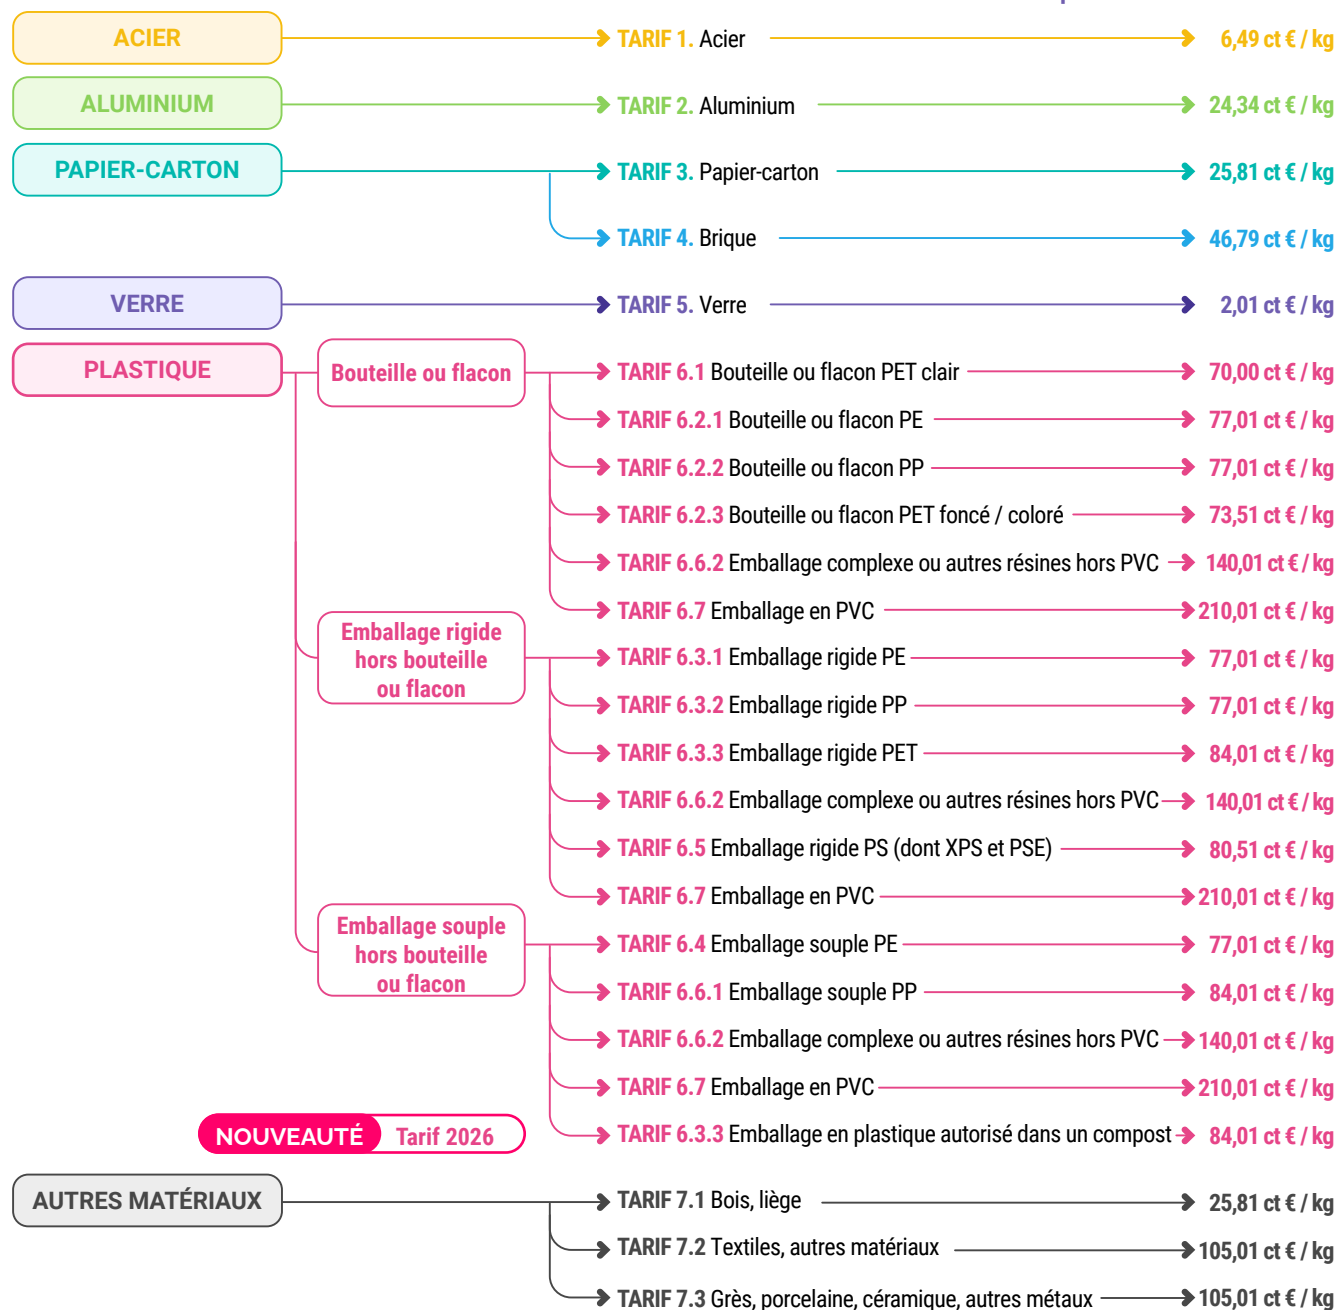 ACIER
TARIF 1. Acier
6,49 ct € / kg
ALUMINIUM
TARIF 2. Aluminium
24,34 ct € / kg
PAPIER-CARTON
TARIF 3. Papier-carton
25,81 ct € / kg
TARIF 4. Brique
46,79 ct € / kg
VERRE
TARIF 5. Verre
2,01 ct € / kg
PLASTIQUE
Bouteille ou flacon
TARIF 6.1 Bouteille ou flacon PET clair
70,00 ct € / kg
TARIF 6.2.1 Bouteille ou flacon PE
77,01 ct € / kg
TARIF 6.2.2 Bouteille ou flacon PP
77,01 ct € / kg
TARIF 6.2.3 Bouteille ou flacon PET foncé / coloré
73,51 ct € / kg
TARIF 6.6.2 Emballage complexe ou autres résines hors PVC
140,01 ct € / kg
TARIF 6.7 Emballage en PVC
210,01 ct € / kg
Emballage rigide
hors bouteille
ou flacon
TARIF 6.3.1 Emballage rigide PE
77,01 ct € / kg
TARIF 6.3.2 Emballage rigide PP
77,01 ct € / kg
TARIF 6.3.3 Emballage rigide PET
84,01 ct € / kg
TARIF 6.6.2 Emballage complexe ou autres résines hors PVC
140,01 ct € / kg
TARIF 6.5 Emballage rigide PS (dont XPS et PSE)
80,51 ct € / kg
TARIF 6.7 Emballage en PVC
210,01 ct € / kg
Emballage souple
hors bouteille
ou flacon
TARIF 6.4 Emballage souple PE
77,01 ct € / kg
TARIF 6.6.1 Emballage souple PP
84,01 ct € / kg
TARIF 6.6.2 Emballage complexe ou autres résines hors PVC
140,01 ct € / kg
TARIF 6.7 Emballage en PVC
210,01 ct € / kg
NOUVEAUTÉ Tarif 2026
TARIF 6.3.3 Emballage en plastique autorisé dans un compost
84,01 ct € / kg
AUTRES MATÉRIAUX
TARIF 7.1 Bois, liège
25,81 ct € / kg
TARIF 7.2 Textiles, autres matériaux
105,01 ct € / kg
TARIF 7.3 Grès, porcelaine, céramique, autres métaux
105,01 ct € / kg